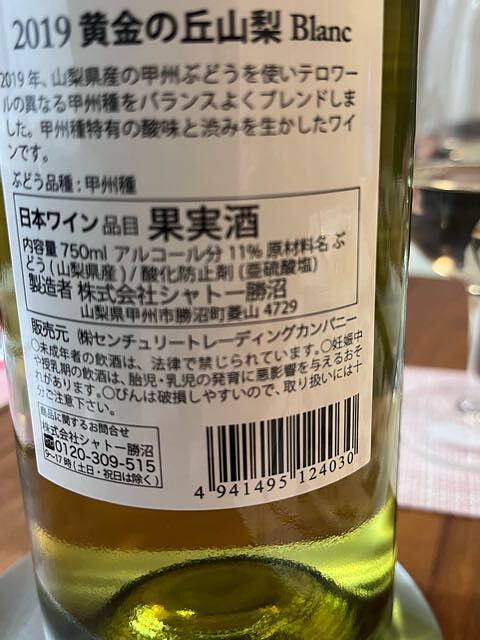 2019 黄金の丘山梨 Blanc
2019年、山梨県産の甲州ぶどうを使いテロワー
ルの異なる甲州種をバランスよくブレンドしま
した。甲州種特有の酸味と渋みを生かしたワイ
ンです。
ぶどう品種：甲州種
日本ワイン 品目 果実酒
内容量 750ml アルコール分 11% 原材料名 ぶ
どう(山梨県産)/酸化防止剤(亜硫酸塩)
製造者 株式会社シャトー勝沼
山梨県甲州市勝沼町菱山 4729
販売元 ㈱センチュリートレーディングカンパニー
○未成年者の飲酒は、法律で禁じられています。○妊娠中
や授乳期の飲酒は、胎児・乳児の発育に悪影響を与えるおそ
れがあります。○びんは破損しやすいので、取り扱いには十
分ご注意下さい。
商品に関するお問合せ
株式会社シャトー勝沼
0120-309-515
9~17時(土日・祝日は除く)
4 941495 124030